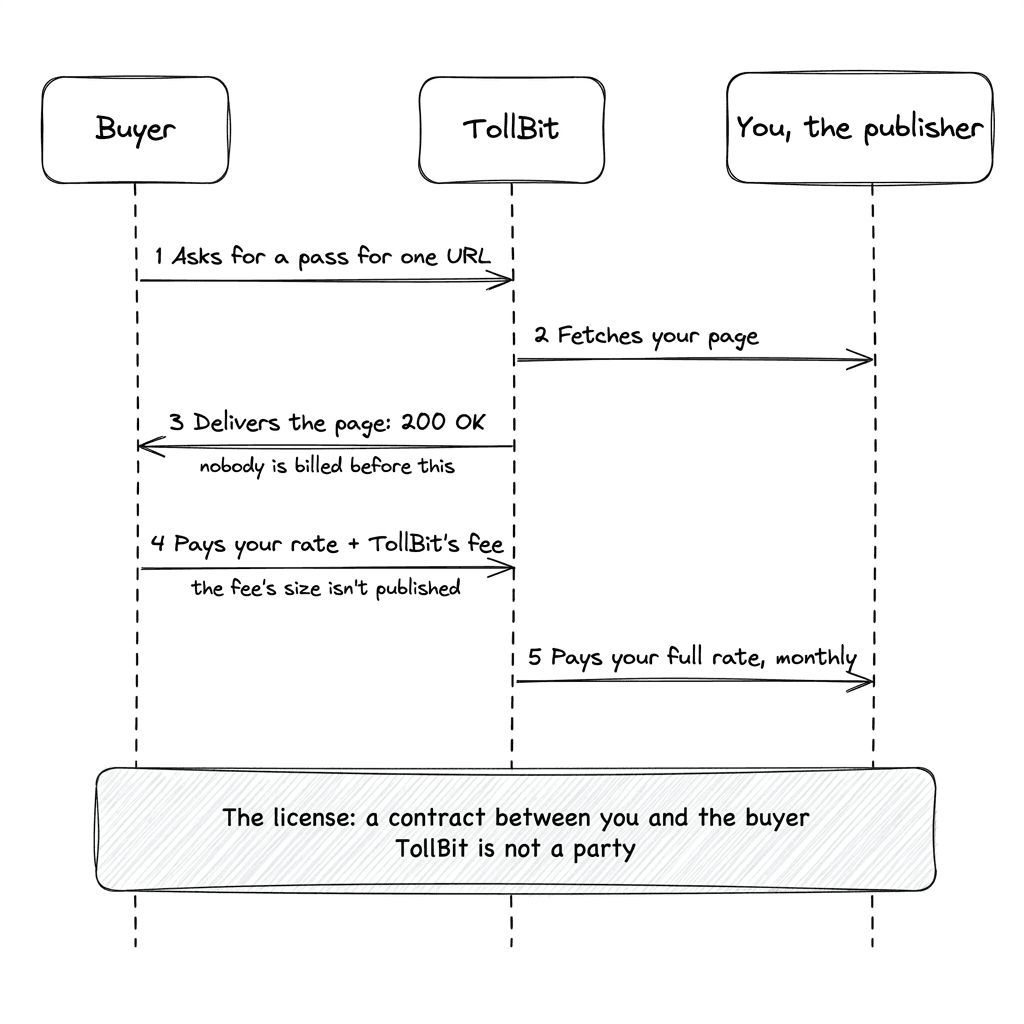 Buyer
TollBit
You, the publisher
1 Asks for a pass for one URL
2 Fetches your page
3 Delivers the page: 200 OK
nobody is billed before this
4 Pays your rate + TollBit's fee
the fee's size isn't published
5 Pays your full rate, monthly
The license: a contract between you and the buyer
TollBit is not a party